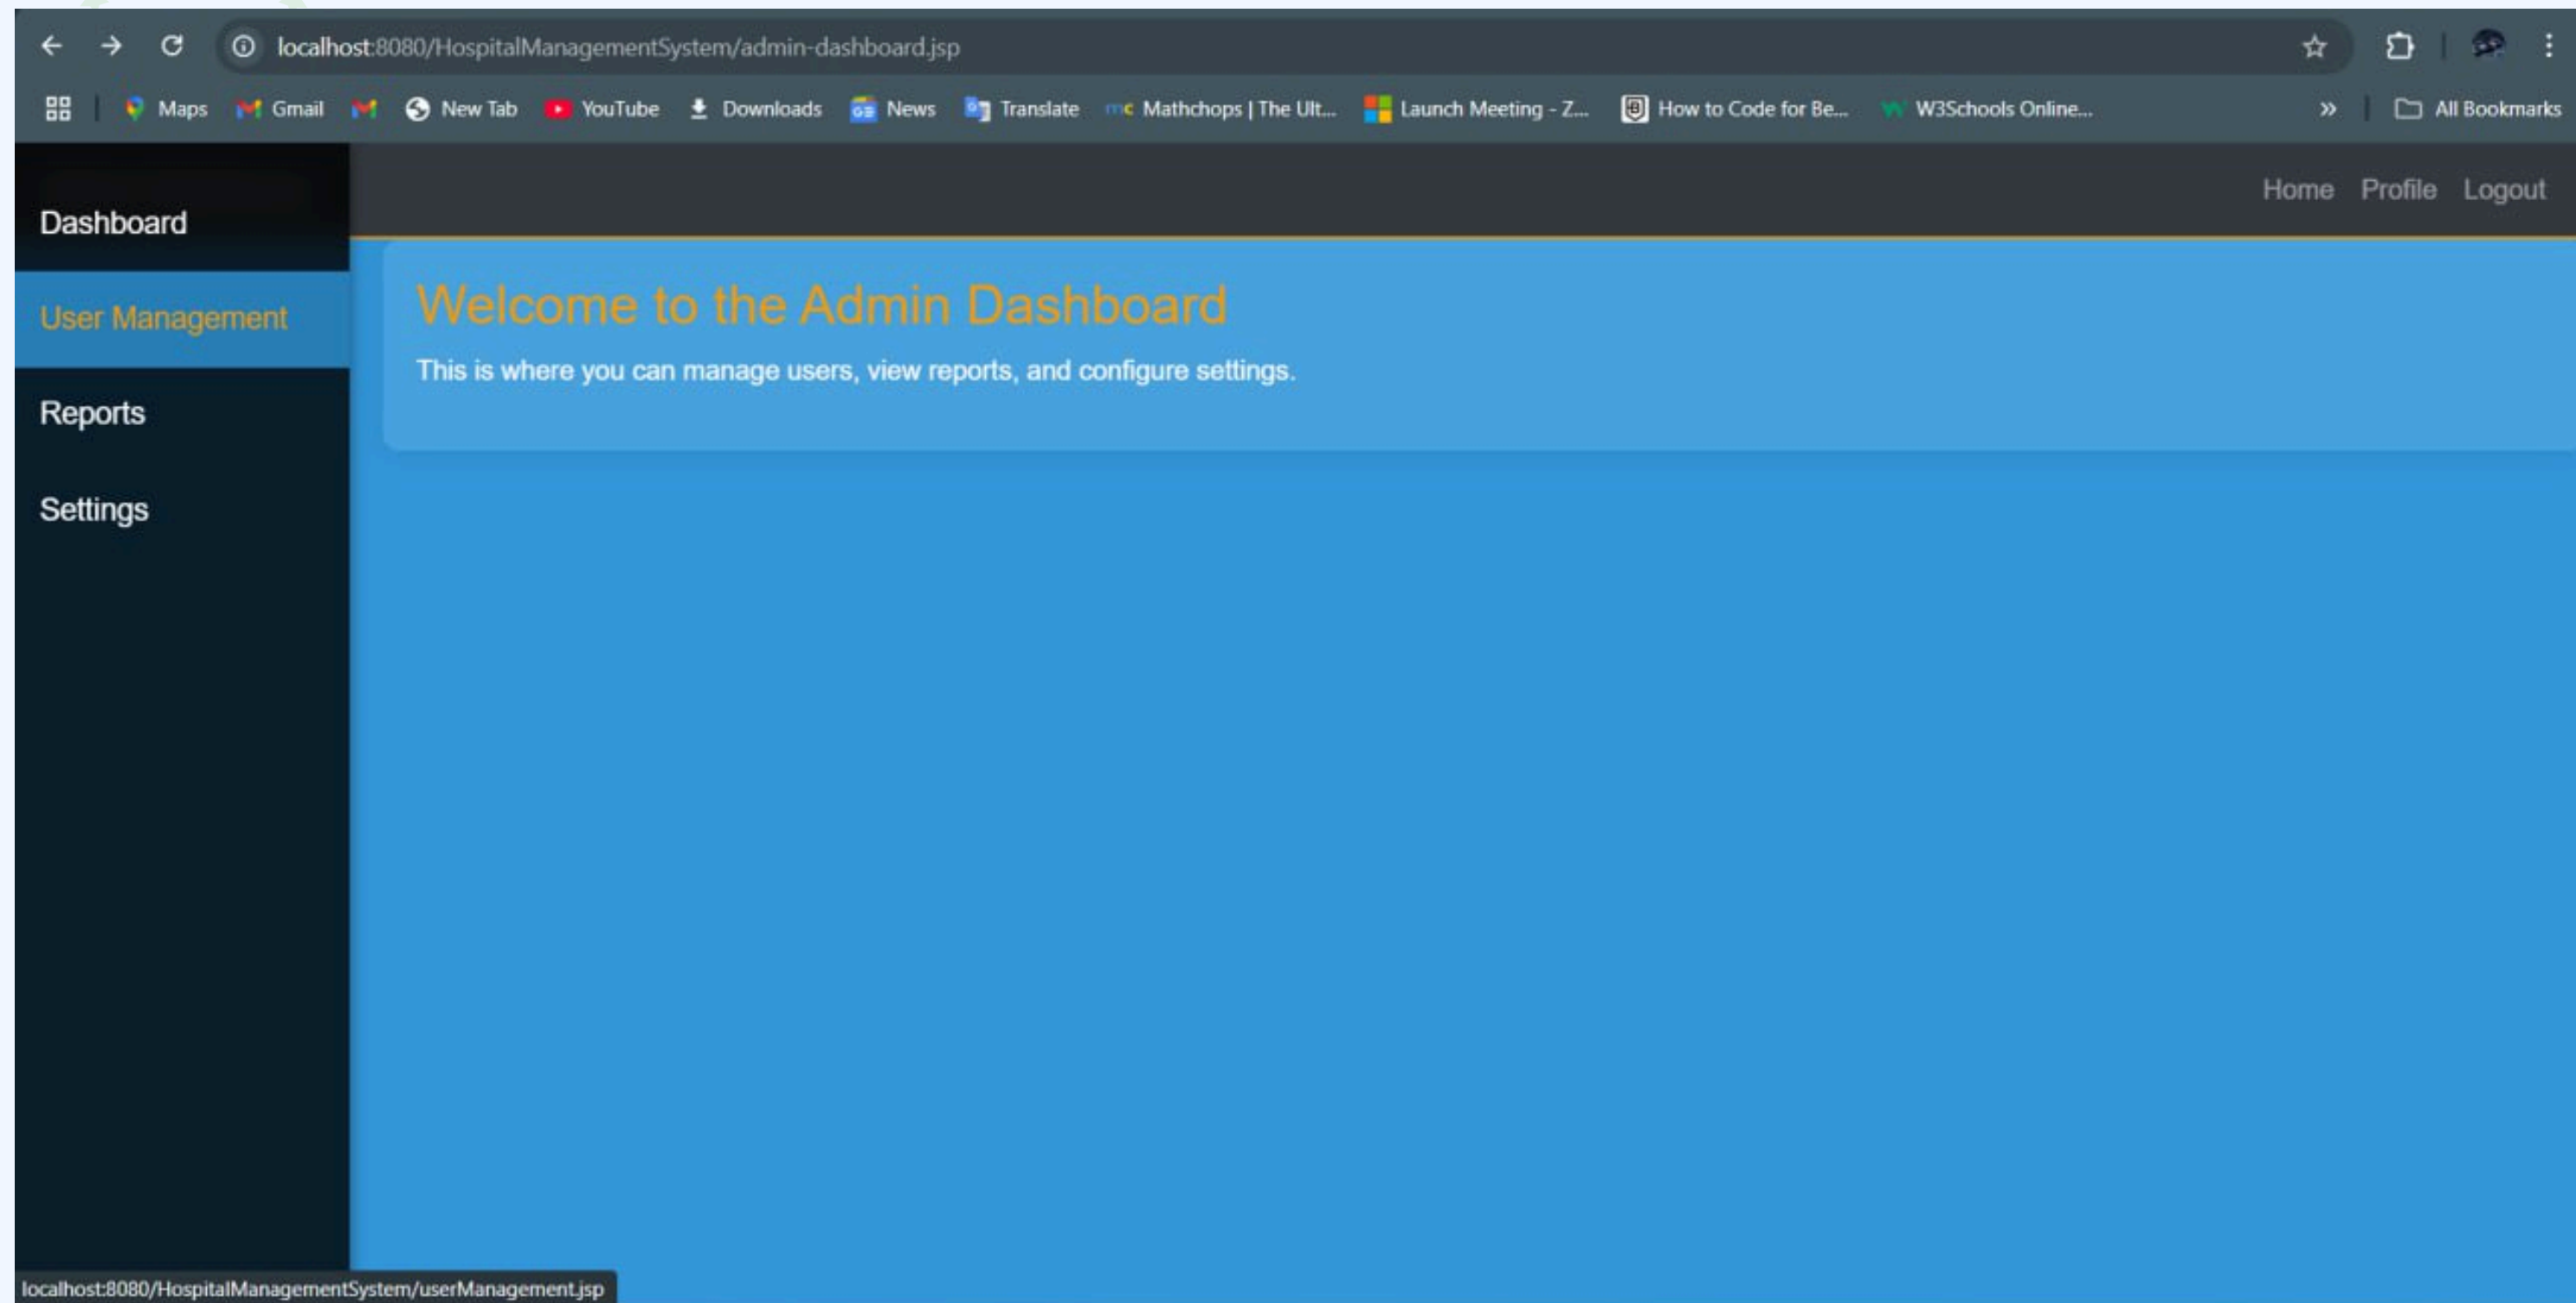 localhost:8080/HospitalManagementSystem/admin-dashboard.jsp
Maps Gmail New Tab YouTube Downloads News Translate Mathchops | The Ult... Launch Meeting - Z... How to Code for Be... W3Schools Online... » All Bookmarks
Home Profile Logout
Dashboard
User Management
Reports
Settings
Welcome to the Admin Dashboard
This is where you can manage users, view reports, and configure settings.
localhost:8080/HospitalManagementSystem/userManagement.jsp